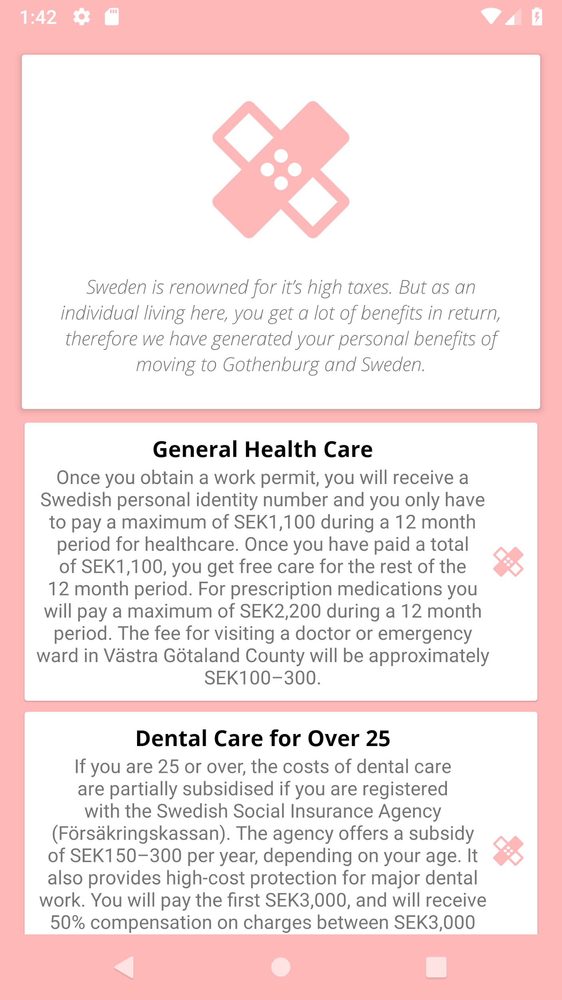 1:42
Sweden is renowned for it’s high taxes. But as an
individual living here, you get a lot of benefits in return,
therefore we have generated your personal benefits of
moving to Gothenburg and Sweden.
General Health Care
Once you obtain a work permit, you will receive a
Swedish personal identity number and you only have
to pay a maximum of SEK1,100 during a 12 month
period for healthcare. Once you have paid a total
of SEK1,100, you get free care for the rest of the
12 month period. For prescription medications you
will pay a maximum of SEK2,200 during a 12 month
period. The fee for visiting a doctor or emergency
ward in Västra Götaland County will be approximately
SEK100–300.
Dental Care for Over 25
If you are 25 or over, the costs of dental care
are partially subsidised if you are registered
with the Swedish Social Insurance Agency
(Försäkringskassan). The agency offers a subsidy
of SEK150–300 per year, depending on your age. It
also provides high-cost protection for major dental
work. You will pay the first SEK3,000, and will receive
50% compensation on charges between SEK3,000